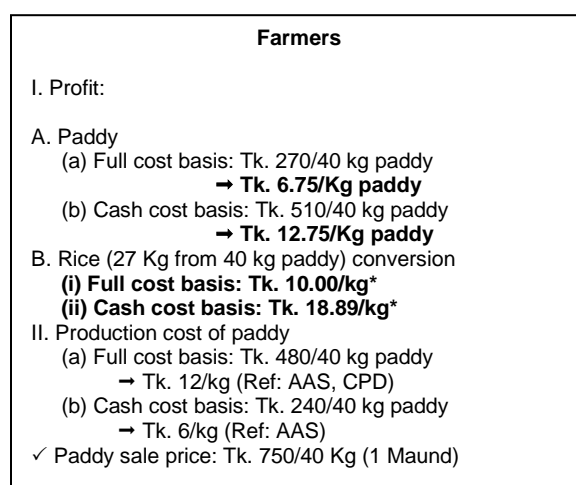 Farmers
I. Profit:
A. Paddy
(a) Full cost basis: Tk. 270/40 kg paddy
➞ Tk. 6.75/Kg paddy
(b) Cash cost basis: Tk. 510/40 kg paddy
➞ Tk. 12.75/Kg paddy
B. Rice (27 Kg from 40 kg paddy) conversion
(i) Full cost basis: Tk. 10.00/kg*
(ii) Cash cost basis: Tk. 18.89/kg*
II. Production cost of paddy
(a) Full cost basis: Tk. 480/40 kg paddy
➞ Tk. 12/kg (Ref: AAS, CPD)
(b) Cash cost basis: Tk. 240/40 kg paddy
➞ Tk. 6/kg (Ref: AAS)
✓ Paddy sale price: Tk. 750/40 Kg (1 Maund)